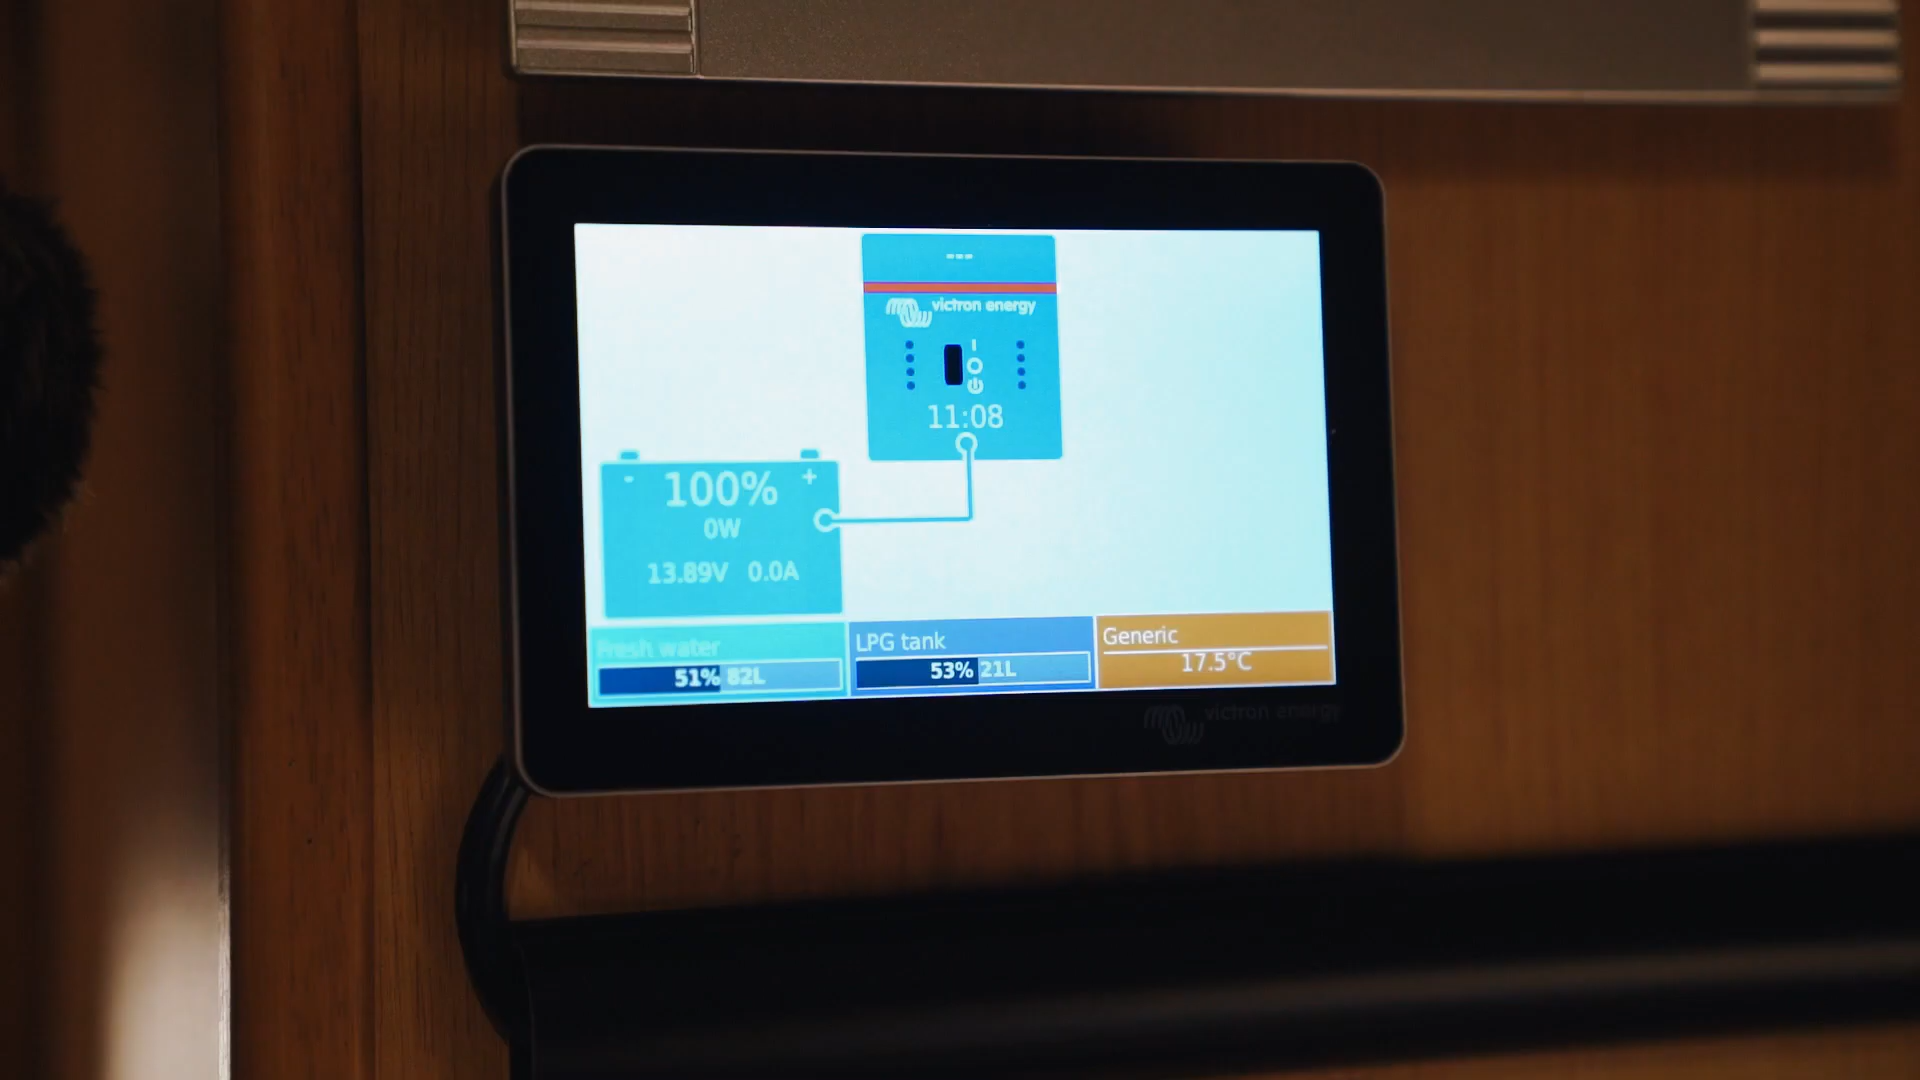 ---
victron energy
11:08
- 100% +
0W
13.89V 0.0A
Fresh water
51% 82L
LPG tank
53% 21L
Generic
17.5°C
victron energy